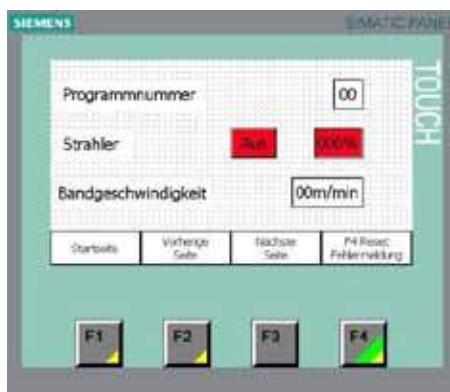 SIEMENS
SIMATIC PANEL
TOUCH
Programmnummer 00
Strahler Aus 000%
Bandgeschwindigkeit 00m/min
Startseite Vorherige Seite Nächste Seite F4 Reset Fehlermeldung
F1 F2 F3 F4